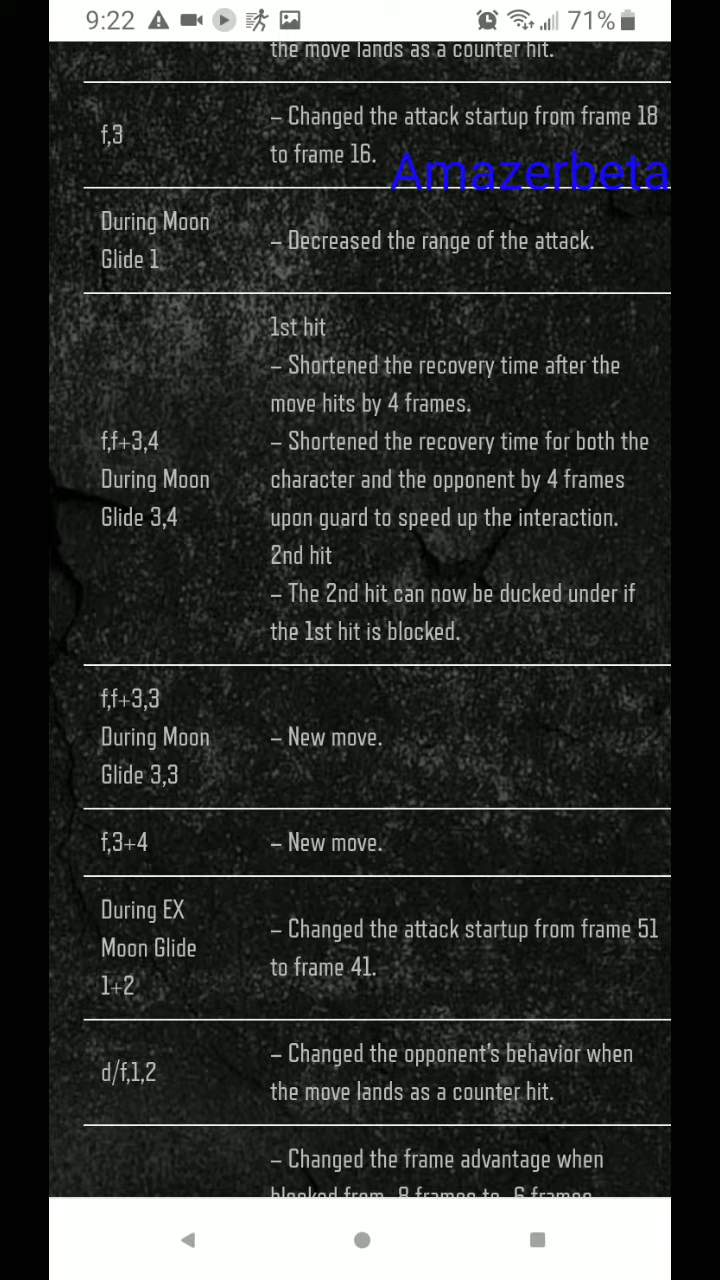 9:22 71%
the move lands as a counter hit.
f,3
– Changed the attack startup from frame 18
to frame 16.
Amazerbeta
During Moon
Glide 1
– Decreased the range of the attack.
f,f+3,4
During Moon
Glide 3,4
1st hit
– Shortened the recovery time after the
move hits by 4 frames.
– Shortened the recovery time for both the
character and the opponent by 4 frames
upon guard to speed up the interaction.
2nd hit
– The 2nd hit can now be ducked under if
the 1st hit is blocked.
f,f+3,3
During Moon
Glide 3,3
– New move.
f,3+4
– New move.
During EX
Moon Glide
1+2
– Changed the attack startup from frame 51
to frame 41.
d/f,1,2
– Changed the opponent's behavior when
the move lands as a counter hit.
– Changed the frame advantage when
blocked from -8 frames to -6 frames